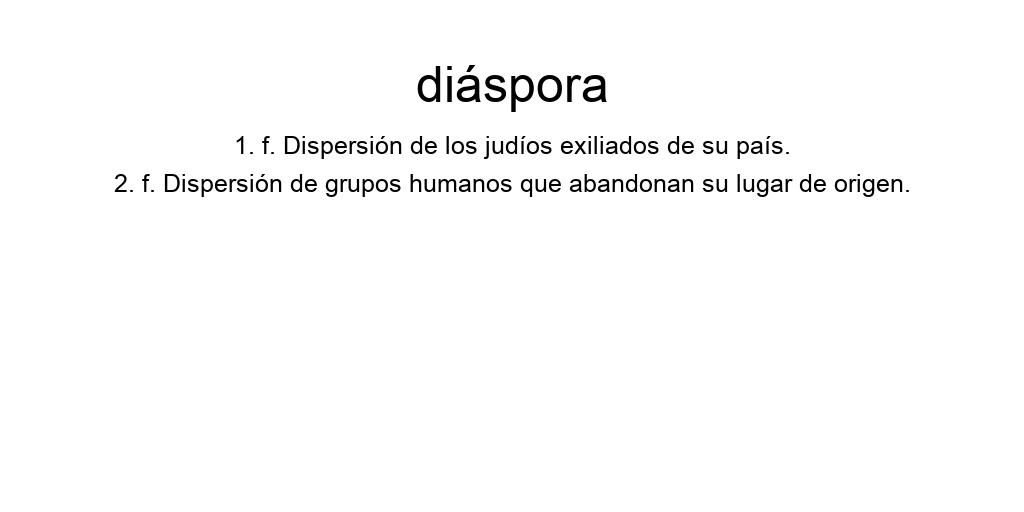 diáspora
1. f. Dispersión de los judíos exiliados de su país.
2. f. Dispersión de grupos humanos que abandonan su lugar de origen.